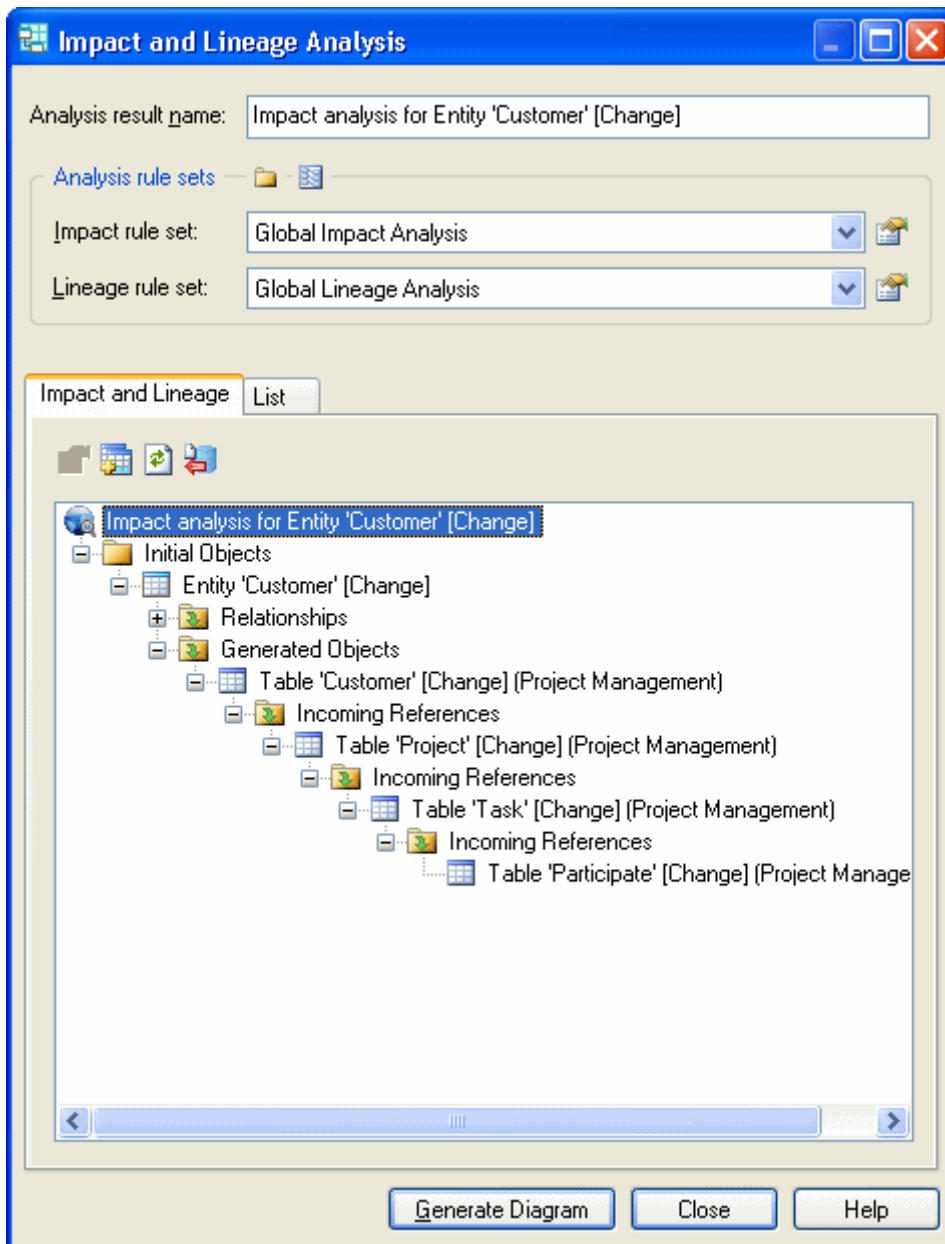 Impact and Lineage Analysis
Analysis result name: Impact analysis for Entity 'Customer' [Change]
Analysis rule sets
Impact rule set: Global Impact Analysis
Lineage rule set: Global Lineage Analysis
Impact and Lineage List
Impact analysis for Entity 'Customer' [Change]
Initial Objects
Entity 'Customer' [Change]
Relationships
Generated Objects
Table 'Customer' [Change] (Project Management)
Incoming References
Table 'Project' [Change] (Project Management)
Incoming References
Table 'Task' [Change] (Project Management)
Incoming References
Table 'Participate' [Change] (Project Manage
Generate Diagram Close Help